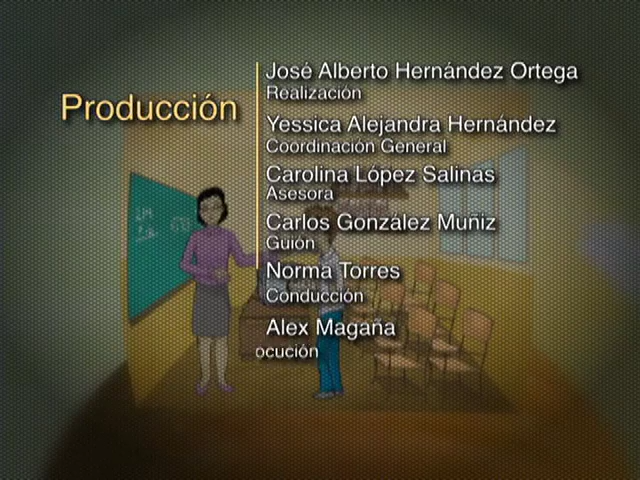 Producción
José Alberto Hernández Ortega
Realización
Yessica Alejandra Hernández
Coordinación General
Carolina López Salinas
Asesora
Carlos González Muñiz
Guión
Norma Torres
Conducción
Alex Magaña
ocución